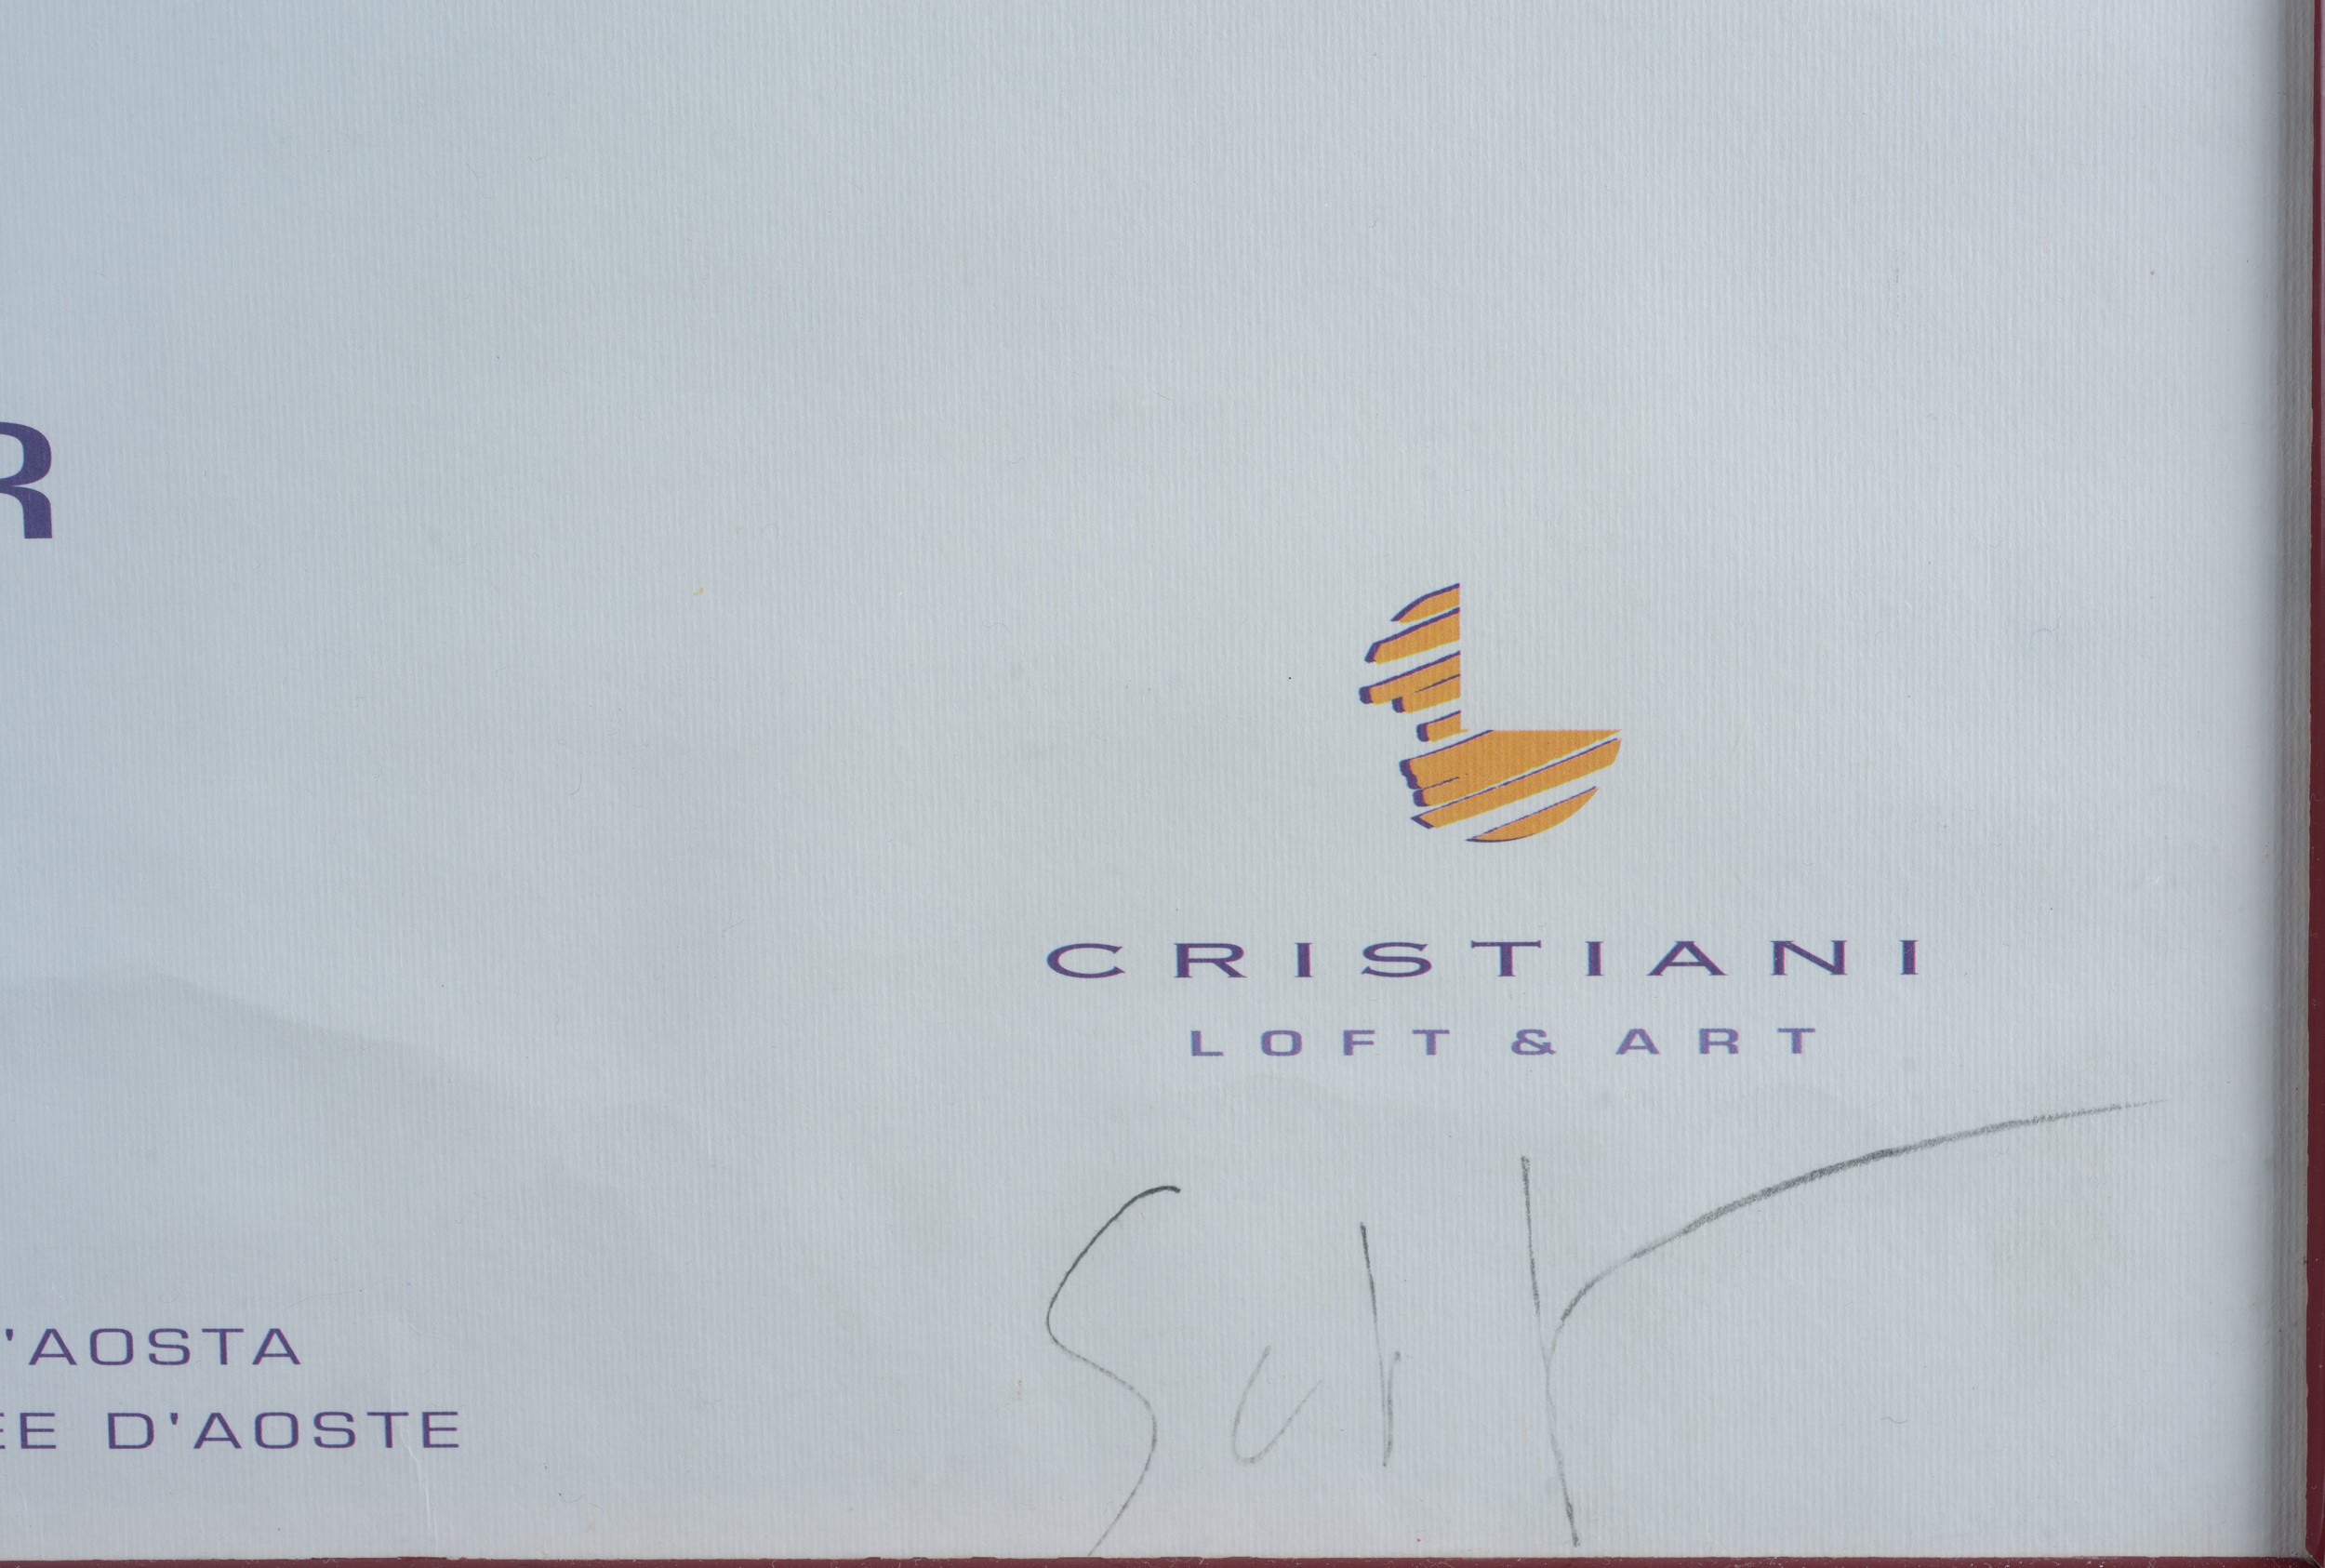 R
CRISTIANI
LOFT & ART
'AOSTA
EE D'AOSTE